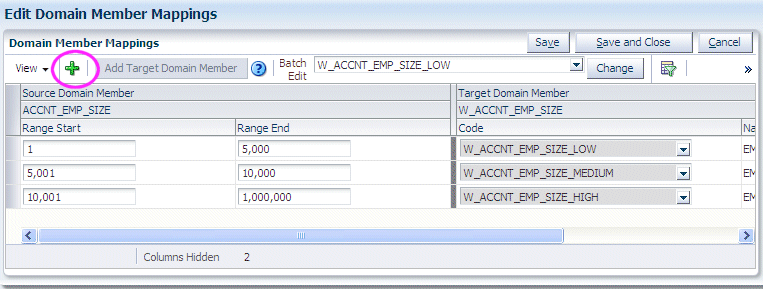 Edit Domain Member Mappings
Domain Member Mappings Save Save and Close Cancel
View Add Target Domain Member ? Batch Edit W_ACCNT_EMP_SIZE_LOW Change »
Source Domain Member Target Domain Member
ACCNT_EMP_SIZE W_ACCNT_EMP_SIZE
Range Start Range End Code Na
1 5,000 W_ACCNT_EMP_SIZE_LOW EM
5,001 10,000 W_ACCNT_EMP_SIZE_MEDIUM EM
10,001 1,000,000 W_ACCNT_EMP_SIZE_HIGH EM
Columns Hidden 2